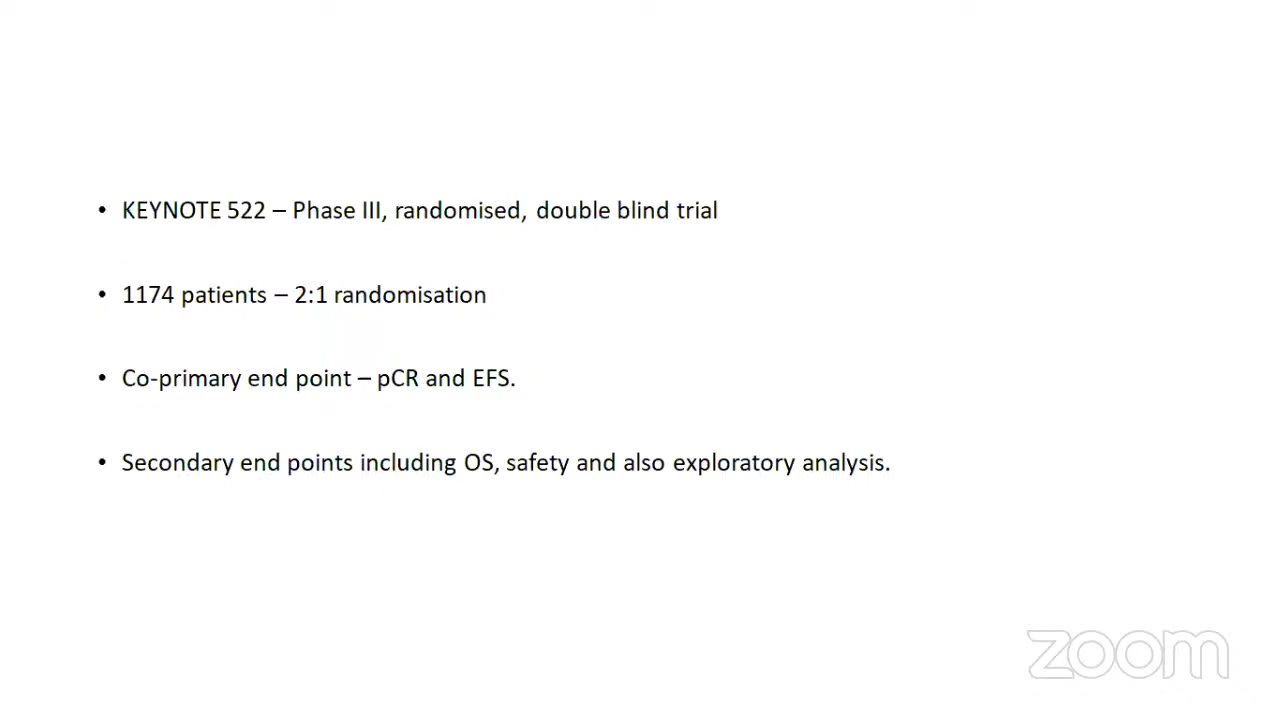 • KEYNOTE 522 – Phase III, randomised, double blind trial
• 1174 patients – 2:1 randomisation
• Co-primary end point – pCR and EFS.
• Secondary end points including OS, safety and also exploratory analysis.
zoom